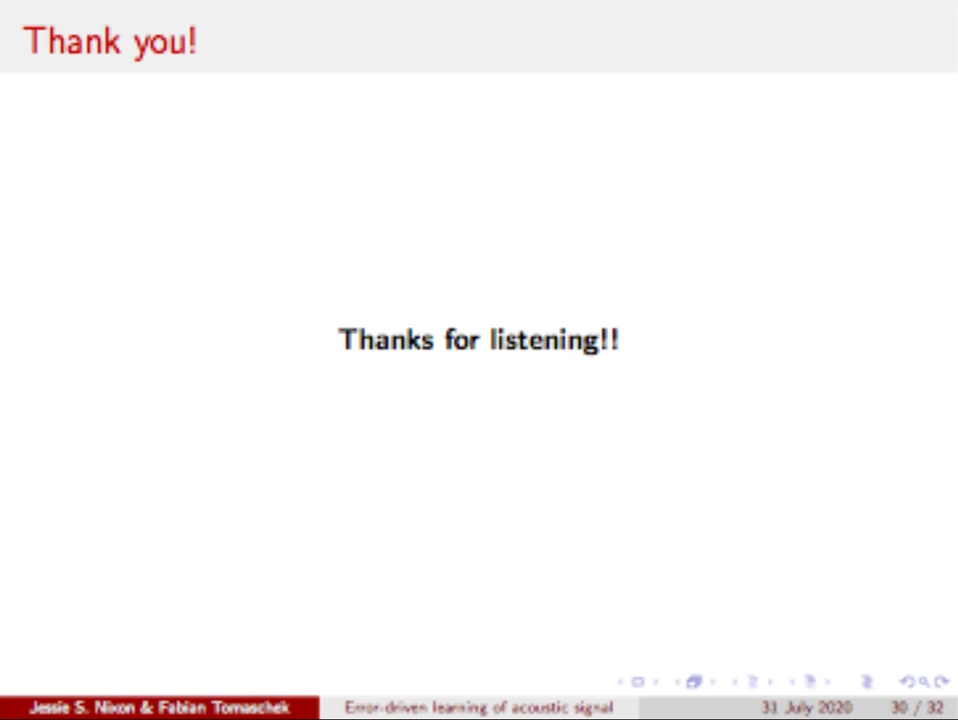 Thank you!
Thanks for listening!!
Jessie S. Nixon & Fabian Tomaschek Error-driven learning of acoustic signal 31 July 2020 30 / 32